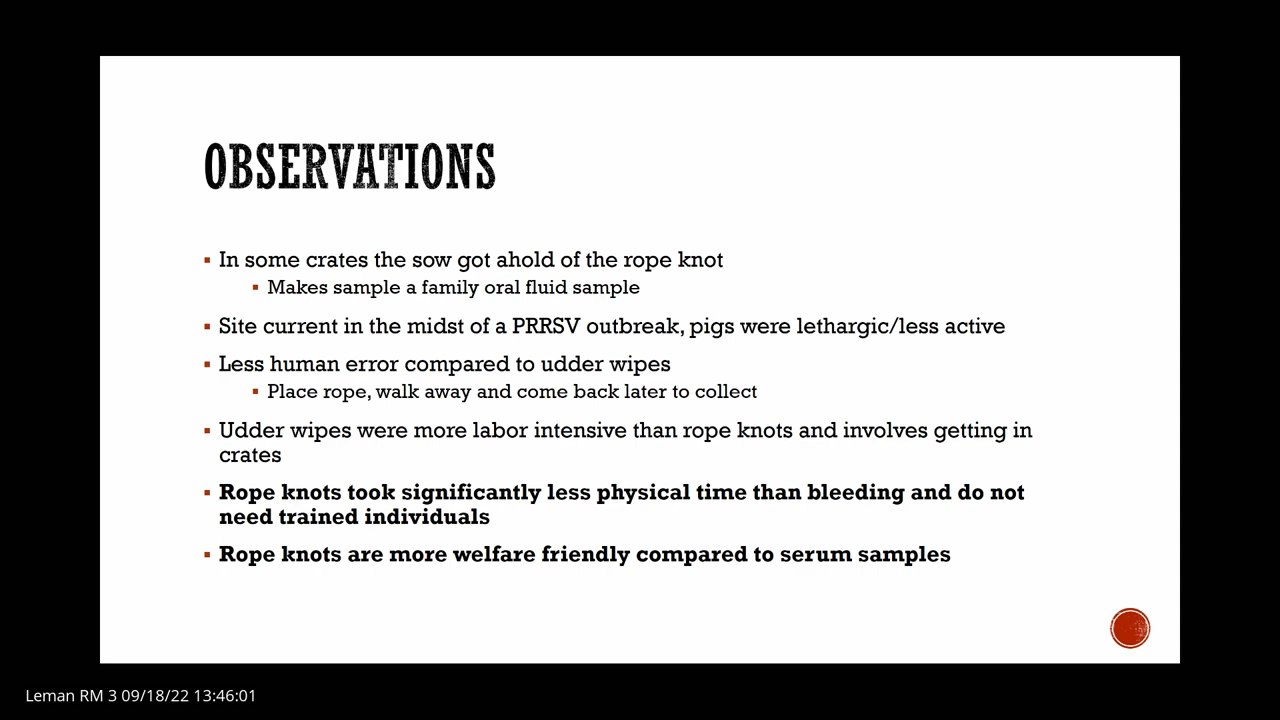 OBSERVATIONS
In some crates the sow got ahold of the rope knot
Makes sample a family oral fluid sample
Site current in the midst of a PRRSV outbreak, pigs were lethargic/less active
Less human error compared to udder wipes
Place rope, walk away and come back later to collect
Udder wipes were more labor intensive than rope knots and involves getting in
crates
Rope knots took significantly less physical time than bleeding and do not
need trained individuals
Rope knots are more welfare friendly compared to serum samples
Leman RM 3 09/18/22 13:46:01